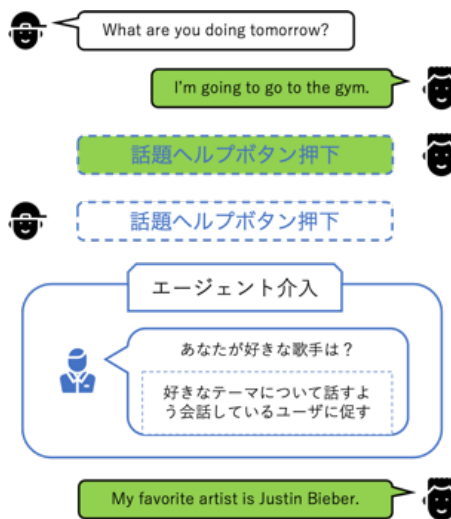 What are you doing tomorrow?
I'm going to go to the gym.
話題ヘルプボタン押下
話題ヘルプボタン押下
エージェント介入
あなたが好きな歌手は？
好きなテーマについて話すよ
う会話しているユーザに促す
My favorite artist is Justin Bieber.